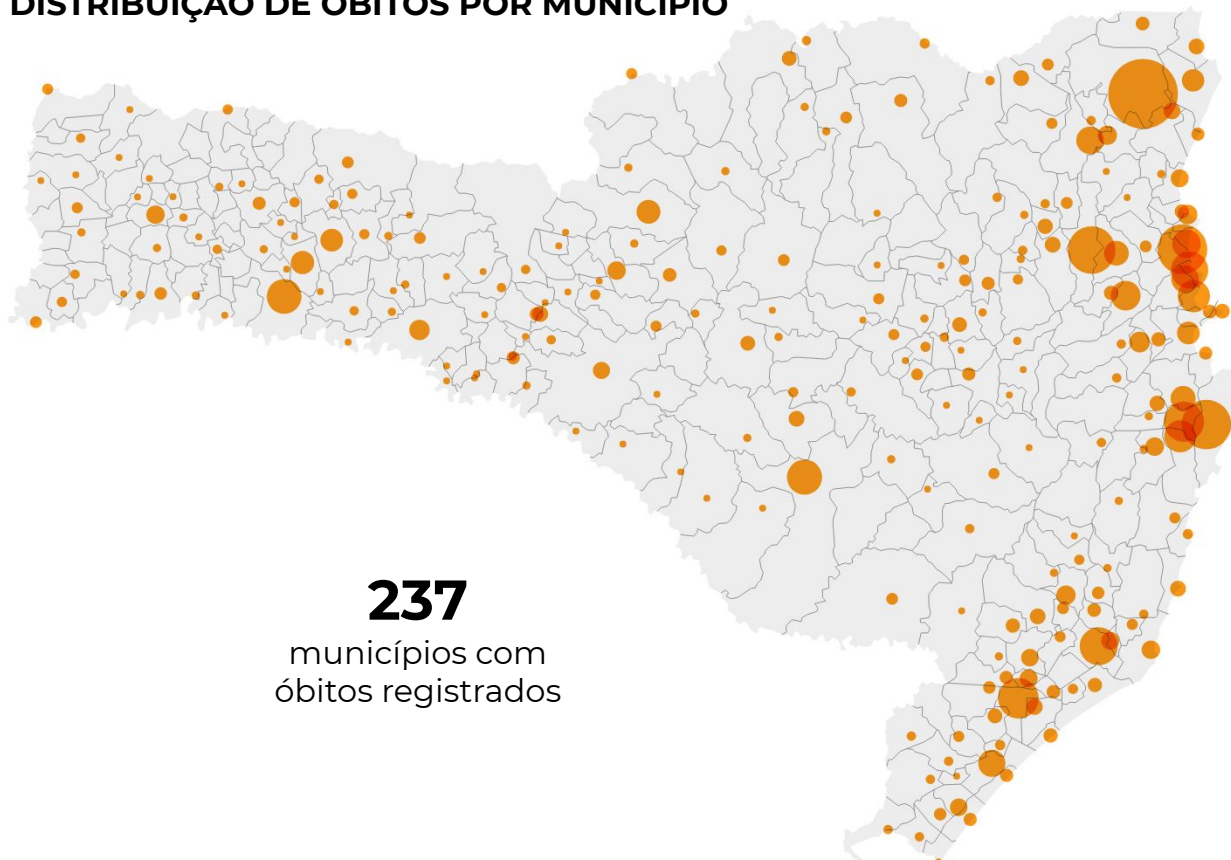 DISTRIBUIÇÃO DE ÓBITOS POR MUNICÍPIO
237
municípios com
óbitos registrados